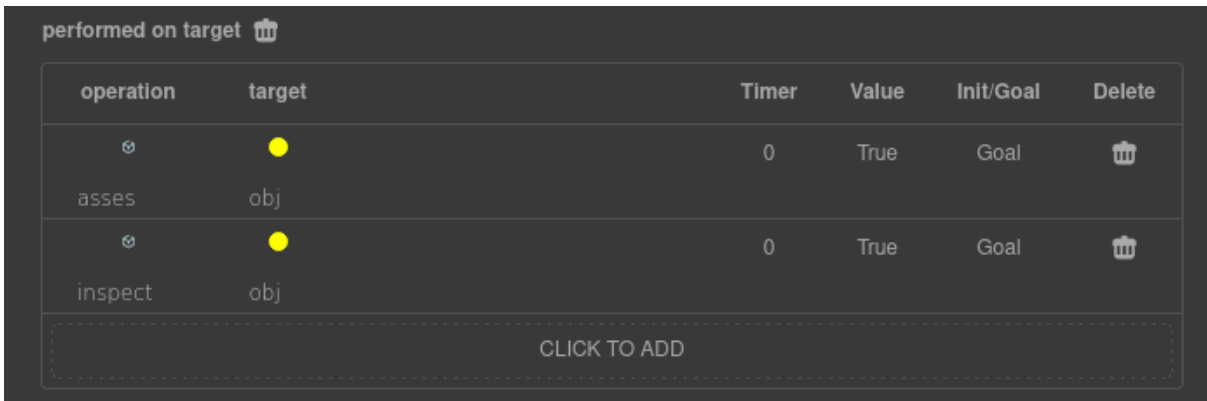 performed on target
operation target Timer Value Init/Goal Delete
0 True Goal
asses obj
0 True Goal
inspect obj
CLICK TO ADD